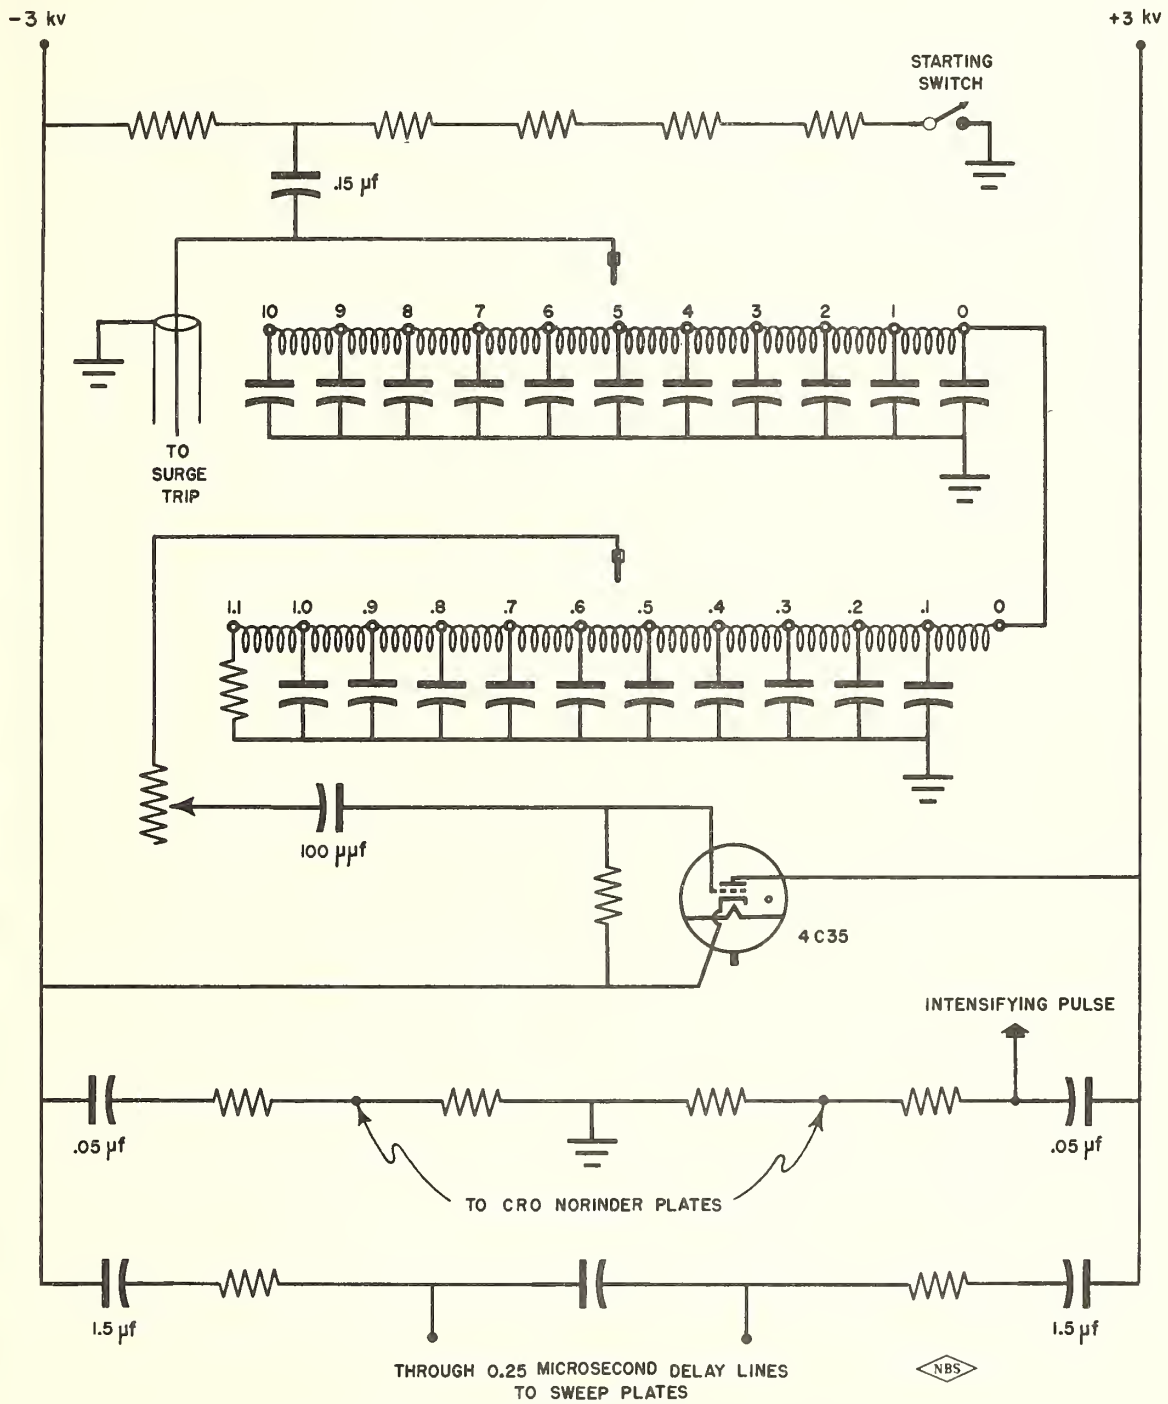 –3 kv
+3 kv
STARTING
SWITCH
.15 µf
10 9 8 7 6 5 4 3 2 1 0
TO
SURGE
TRIP
1.1 1.0 .9 .8 .7 .6 .5 .4 .3 .2 .1 0
100 µµf
4C35
INTENSIFYING PULSE
.05 µf
.05 µf
TO CRO NORINDER PLATES
1.5 µf
1.5 µf
THROUGH 0.25 MICROSECOND DELAY LINES
TO SWEEP PLATES
NBS